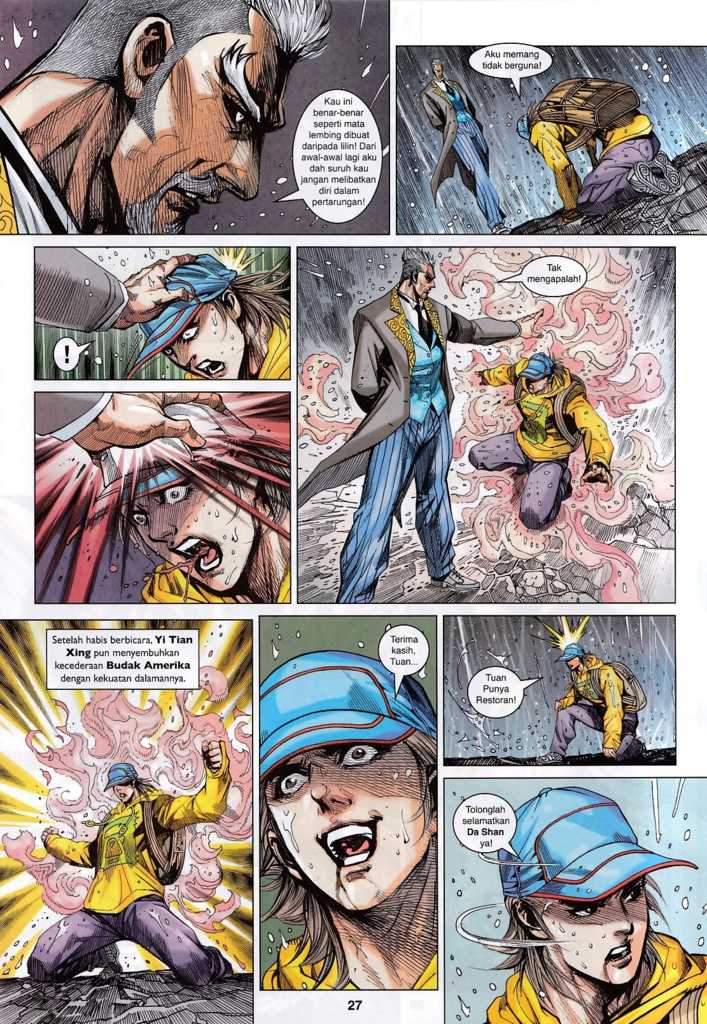 Kau ini
benar-benar
seperti mata
lembing dibuat
daripada lilin! Dari
awal-awal lagi aku
dah suruh kau
jangan melibatkan
diri dalam
pertarungan!
Aku memang
tidak berguna!
!
Tak
mengapalah!
Setelah habis berbicara, Yi Tian
Xing pun menyembuhkan
kecederaan Budak Amerika
dengan kekuatan dalamannya.
Terima
kasih,
Tuan...
Tuan
Punya
Restoran!
Tolonglah
selamatkan
Da Shan
ya!
27